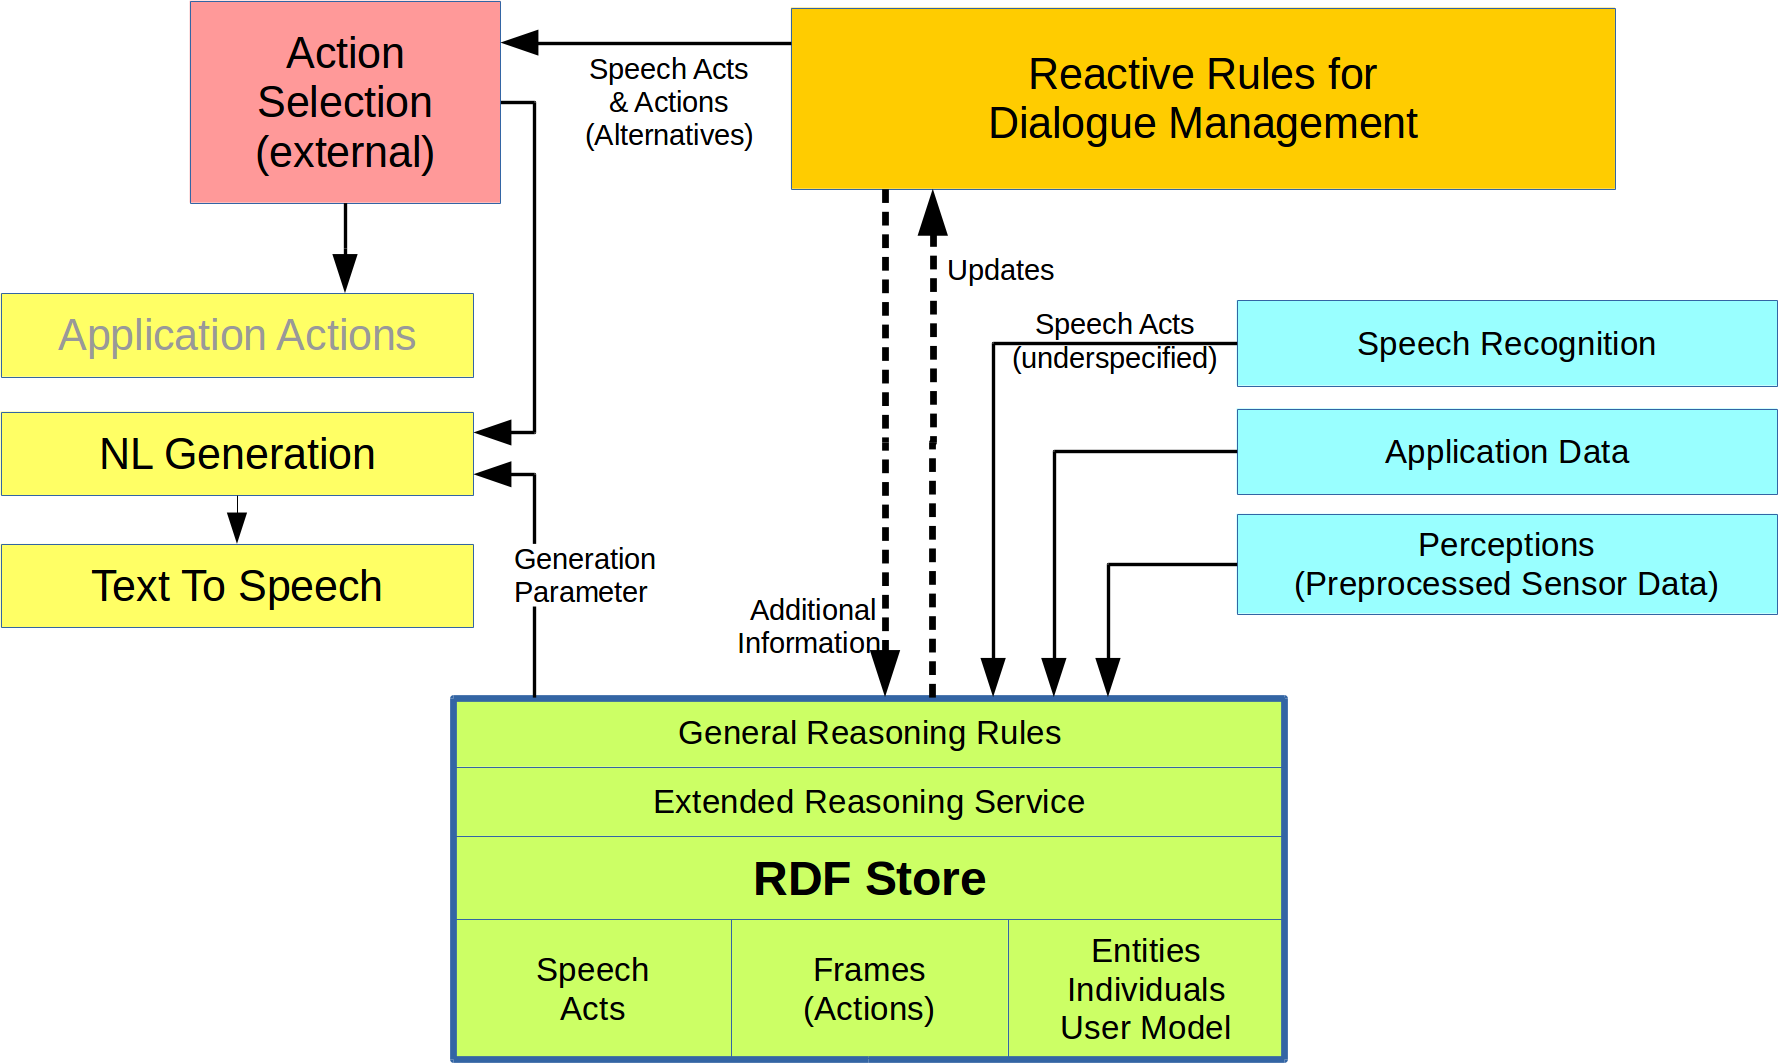 Action
Selection
(external)
Speech Acts
& Actions
(Alternatives)
Reactive Rules for
Dialogue Management
Updates
Application Actions
Speech Acts
(underspecified)
Speech Recognition
NL Generation
Application Data
Text To Speech
Generation
Parameter
Additional
Information
Perceptions
(Preprocessed Sensor Data)
General Reasoning Rules
Extended Reasoning Service
RDF Store
Speech
Acts
Frames
(Actions)
Entities
Individuals
User Model